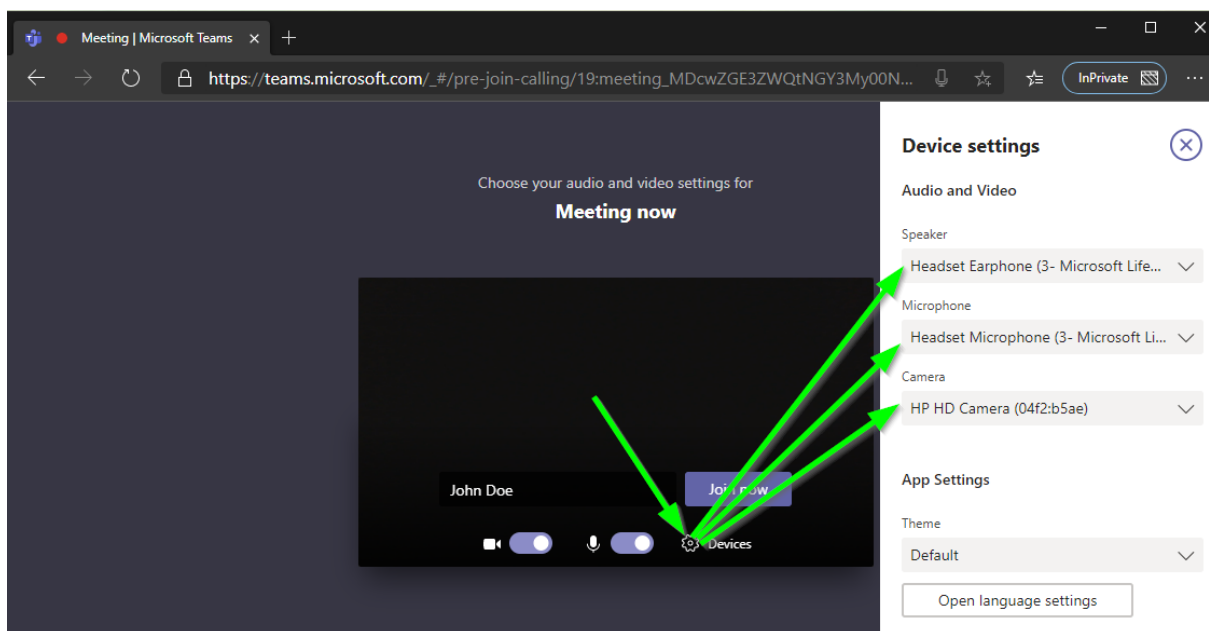 Meeting | Microsoft Teams
https://teams.microsoft.com/_#/pre-join-calling/19:meeting_MDcwZGE3ZWQtNGY3My00N...
InPrivate
Choose your audio and video settings for
Meeting now
John Doe
Join now
Devices
Device settings
Audio and Video
Speaker
Headset Earphone (3- Microsoft Life...
Microphone
Headset Microphone (3- Microsoft Li...
Camera
HP HD Camera (04f2:b5ae)
App Settings
Theme
Default
Open language settings